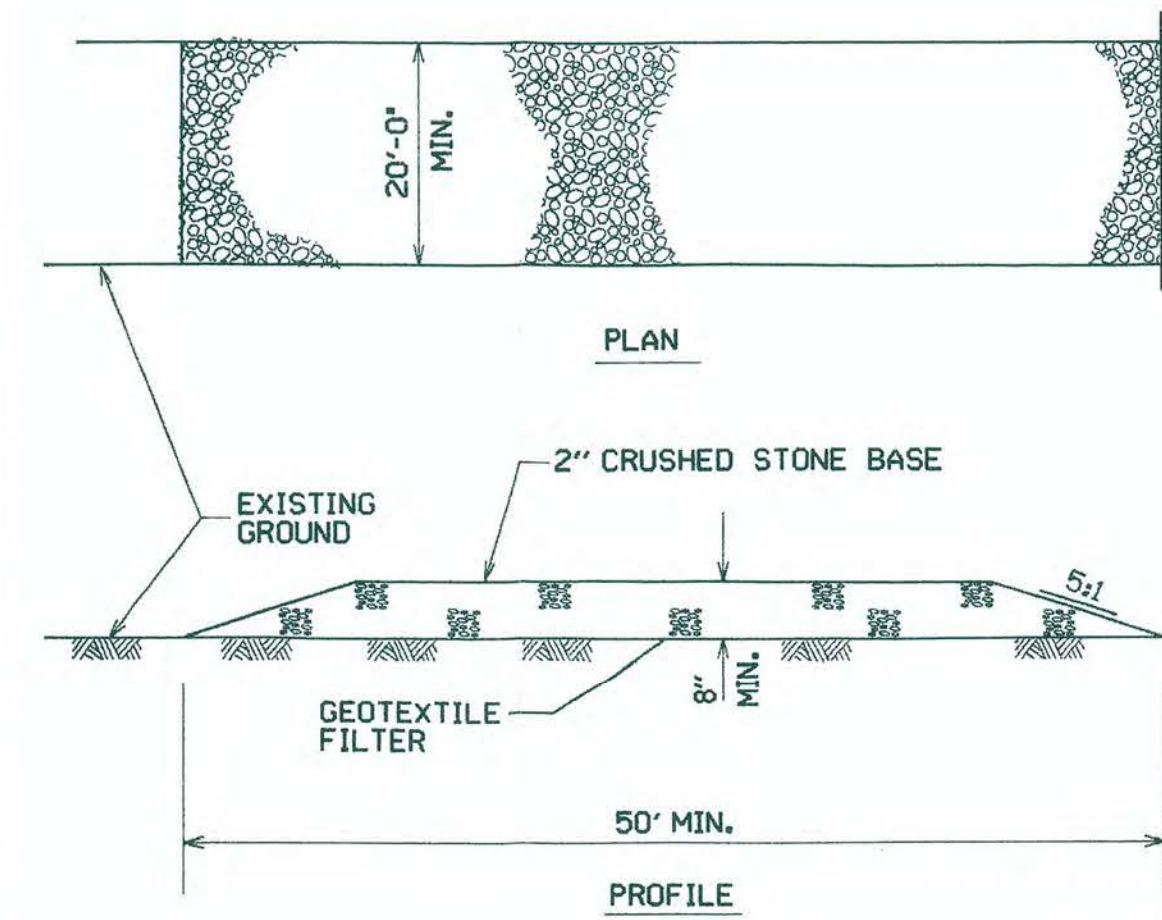 20'-0"
MIN.
PLAN
2" CRUSHED STONE BASE
EXISTING
GROUND
5:1
8"
MIN.
GEOTEXTILE
FILTER
50' MIN.
PROFILE